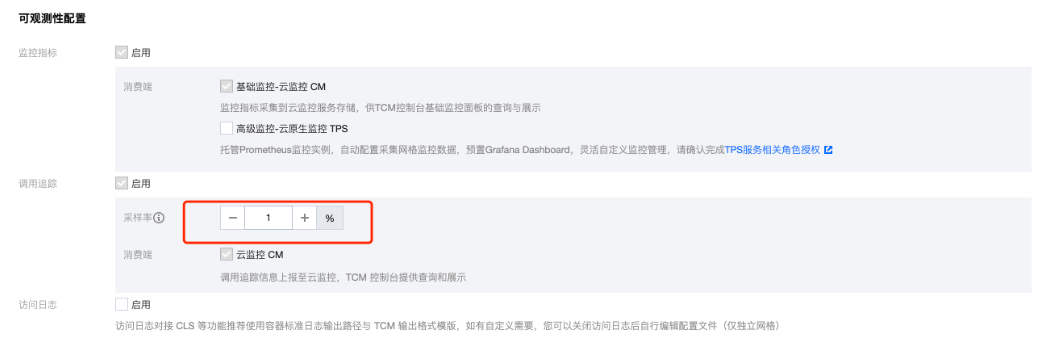 可观测性配置
监控指标 启用
消费端 基础监控-云监控 CM
监控指标采集到云监控服务存储，供TCM控制台基础监控面板的查询与展示
高级监控-云原生监控 TPS
托管Prometheus监控实例，自动配置采集网格监控数据，预置Grafana Dashboard，灵活自定义监控管理，请确认完成TPS服务相关角色授权
调用追踪 启用
采样率 − 1 + %
消费端 云监控 CM
调用追踪信息上报至云监控，TCM 控制台提供查询和展示
访问日志 启用
访问日志对接 CLS 等功能推荐使用容器标准日志输出路径与 TCM 输出格式模版，如有自定义需要，您可以关闭访问日志后自行编辑配置文件（仅独立网格）